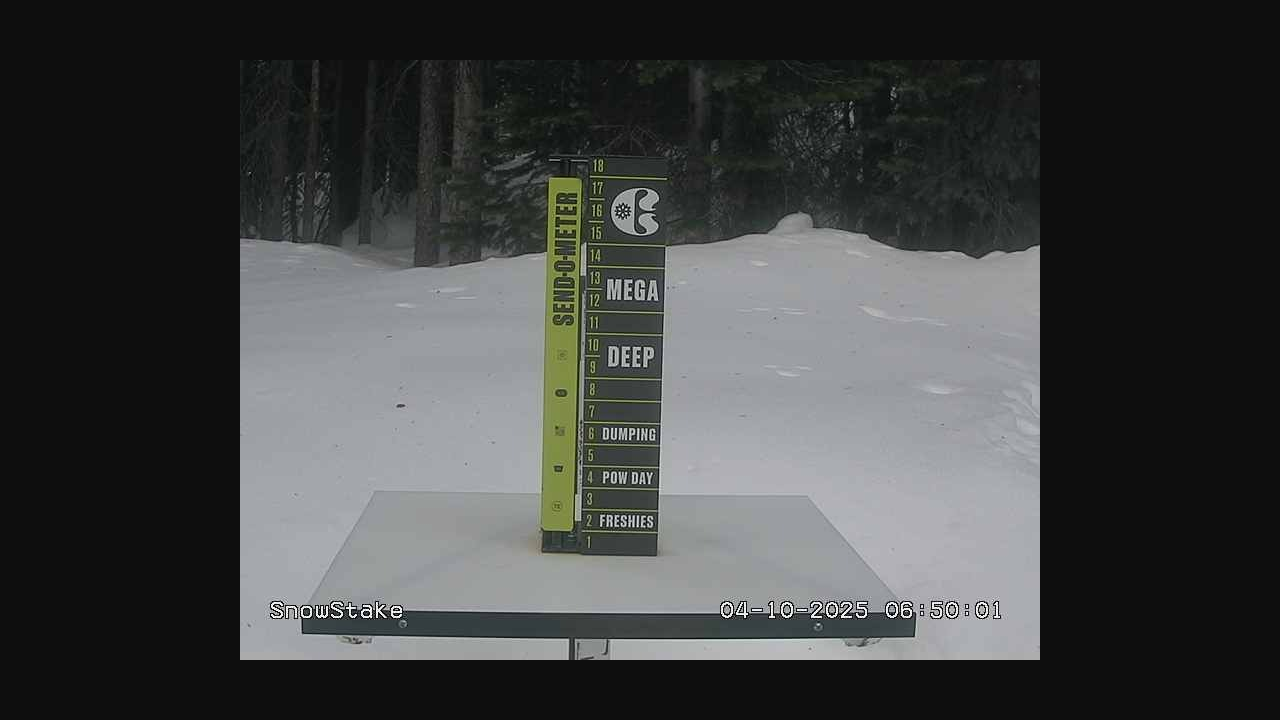 SEND-O-METER
18
17
16
15
14
13
12
MEGA
11
10
9
DEEP
8
7
6 DUMPING
5
4 POW DAY
3
2 FRESHIES
1
SnowStake
04-10-2025 06:50:01